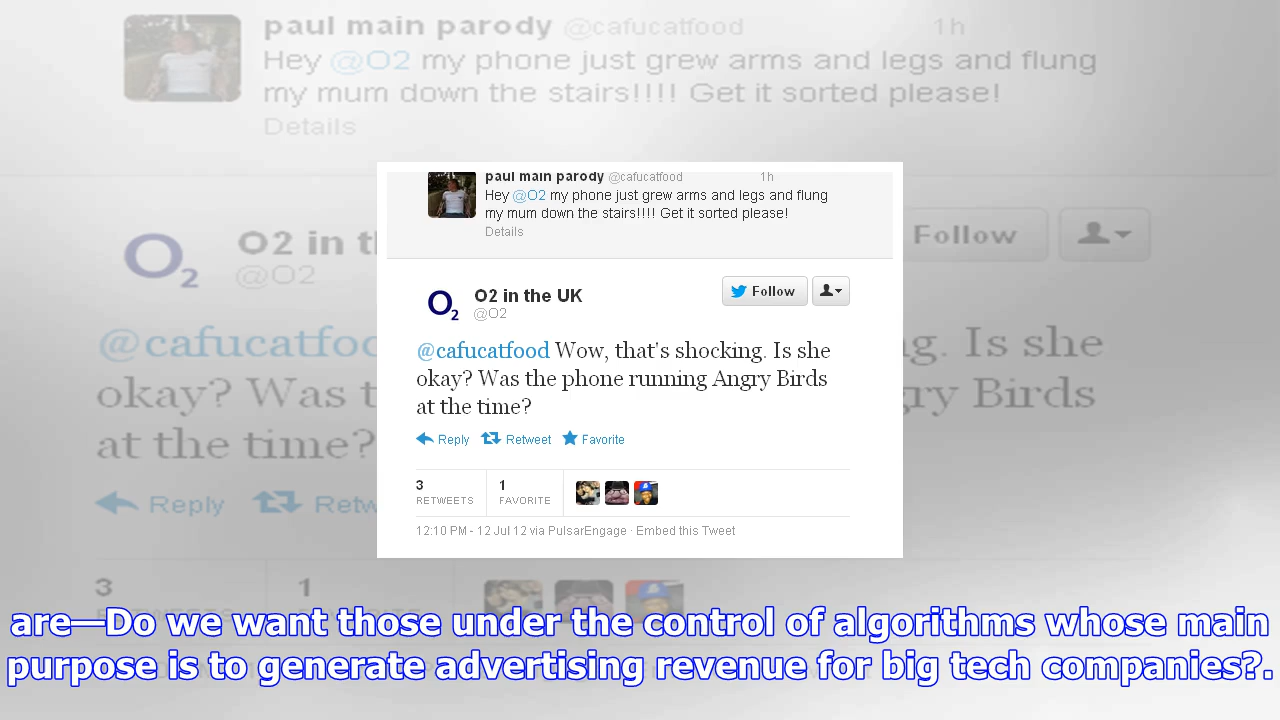 paul main parody @cafucatfood 1h
Hey @O2 my phone just grew arms and legs and flung
my mum down the stairs!!!! Get it sorted please!
Details
paul main parody @cafucatfood 1h
Hey @O2 my phone just grew arms and legs and flung
my mum down the stairs!!!! Get it sorted please!
Details
O2 in t
@O2
Follow
O2
O2
O2 in the UK
@O2
Follow
@cafucatfoo
ng. Is she
okay? Was t
gry Birds
at the time?
@cafucatfood Wow, that's shocking. Is she
okay? Was the phone running Angry Birds
at the time?
Reply Retweet Favorite
Reply Retw
3
RETWEETS
1
FAVORITE
12:10 PM - 12 Jul 12 via PulsarEngage · Embed this Tweet
3
1
are—Do we want those under the control of algorithms whose main
purpose is to generate advertising revenue for big tech companies?.